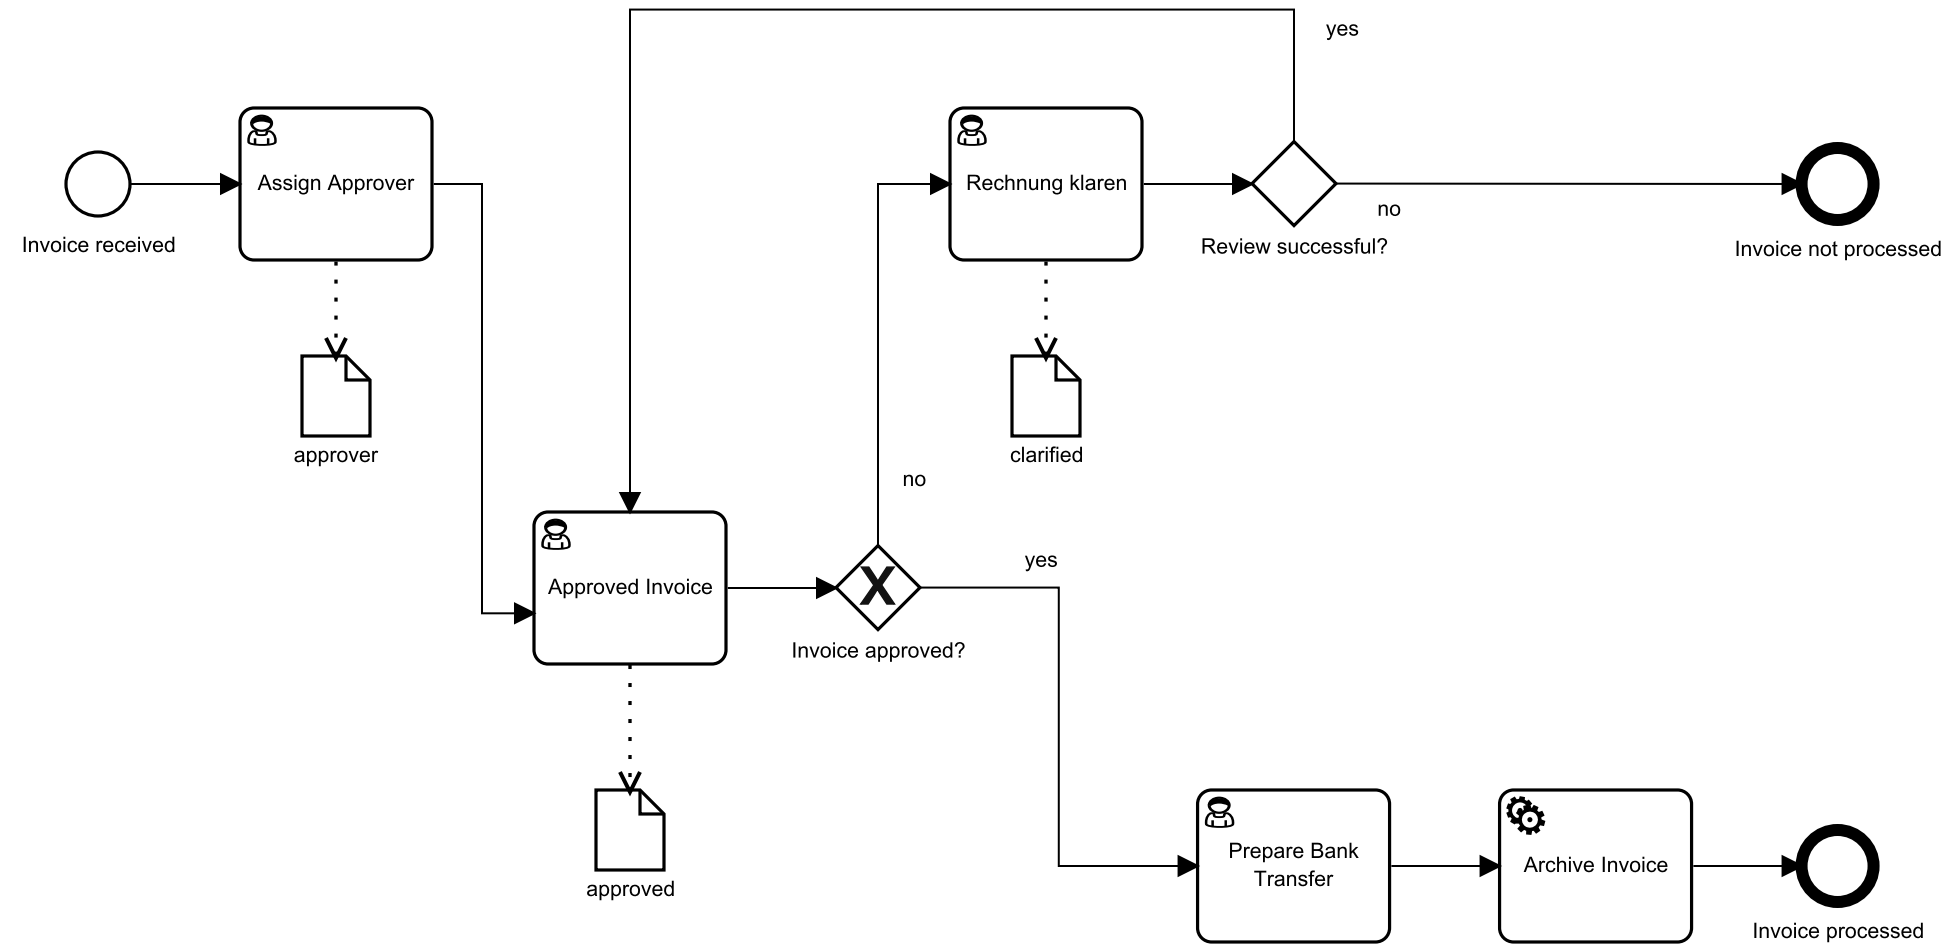 yes
Assign Approver
Rechnung klaren
no
Invoice received
Review successful?
Invoice not processed
approver
clarified
no
yes
Approved Invoice
Invoice approved?
Prepare Bank
Transfer
Archive Invoice
approved
Invoice processed